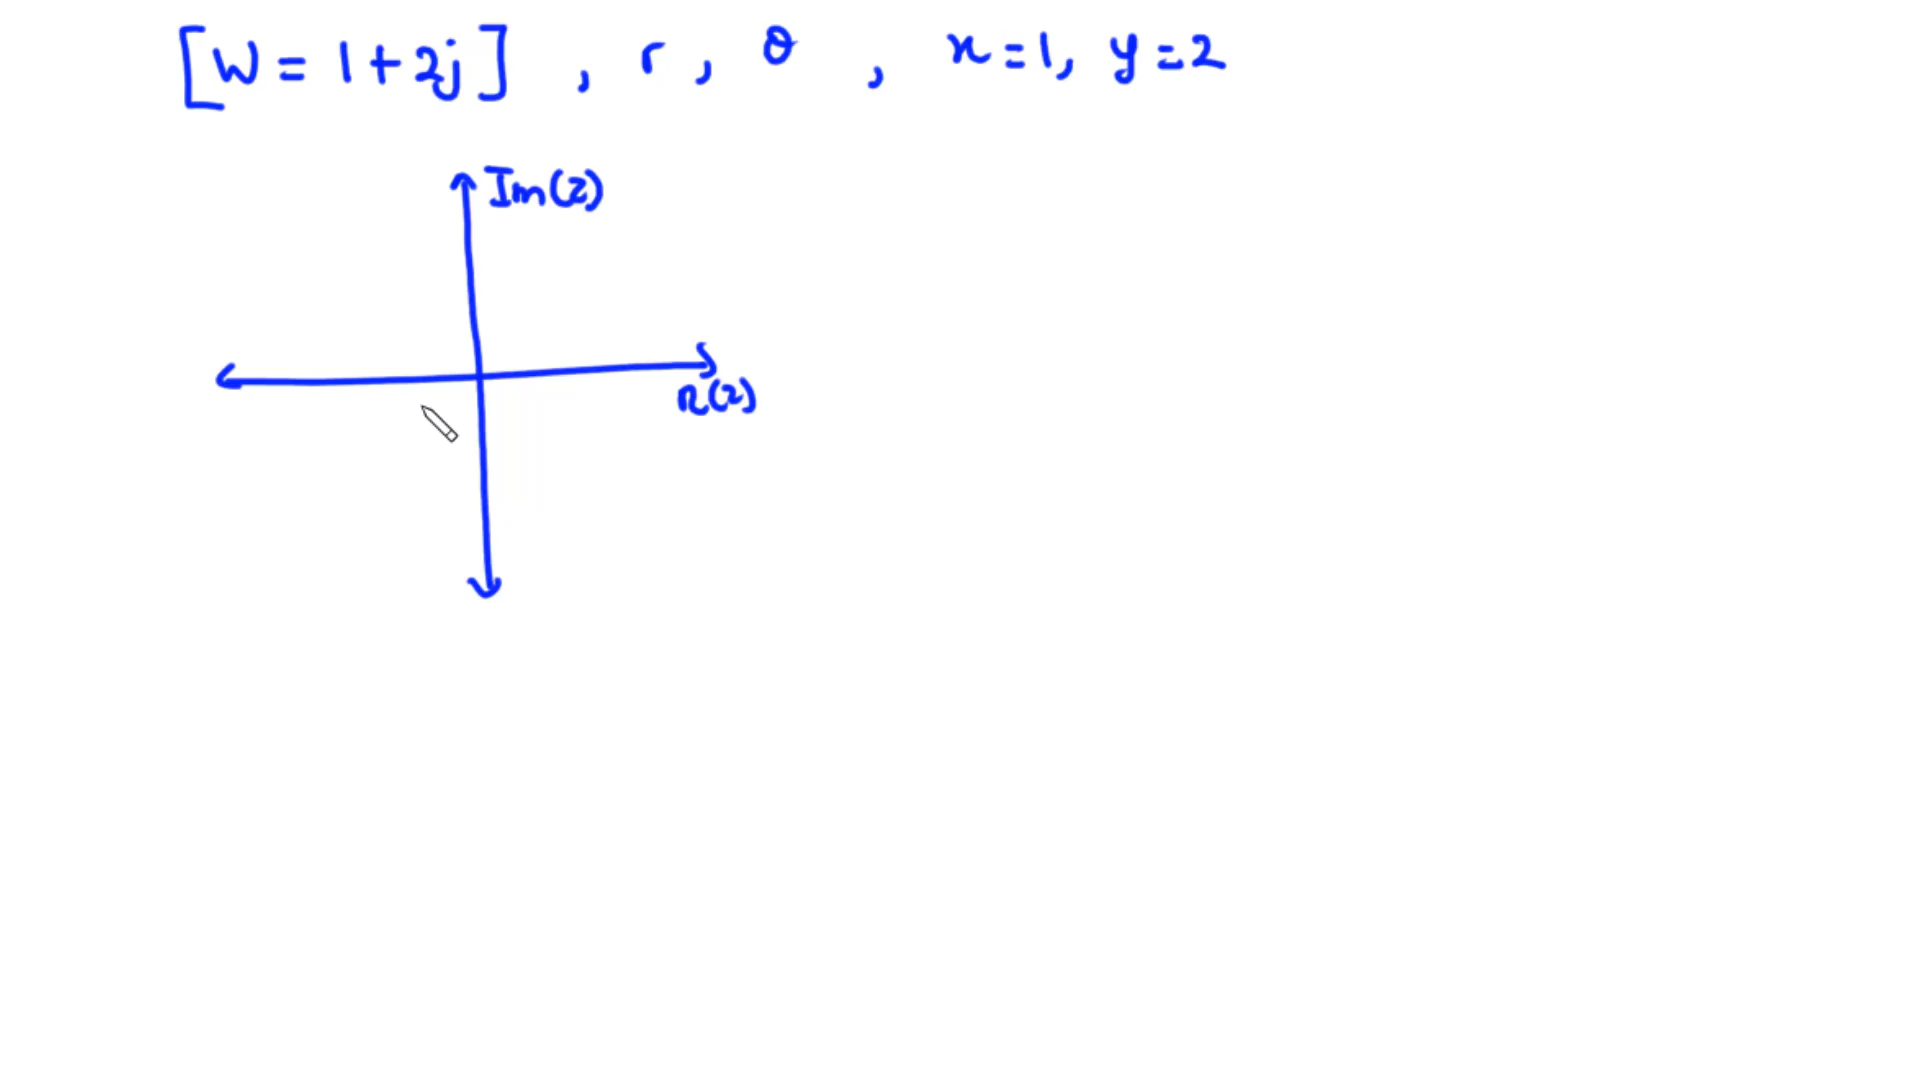 [W = 1+2j] , r , θ , x=1, y=2
Im(z)
R(z)